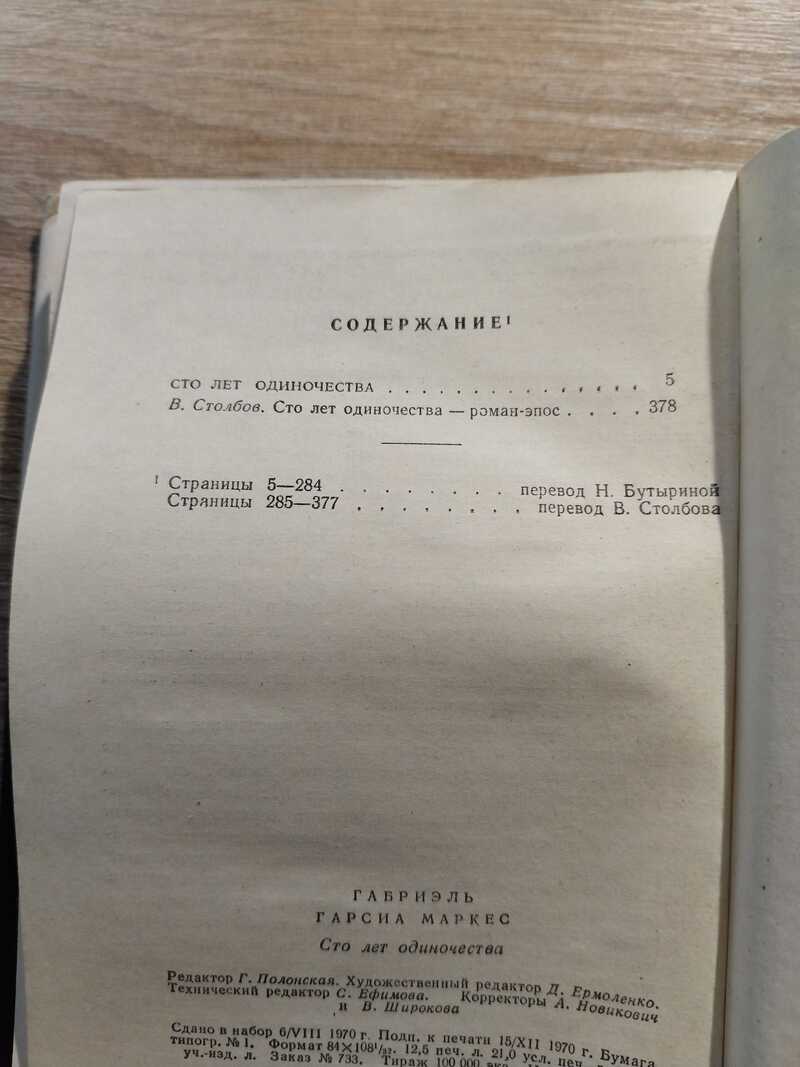 СОДЕРЖАНИЕ¹
СТО ЛЕТ ОДИНОЧЕСТВА . . . . . . . . . . . . . . . . 5
В. Столбов. Сто лет одиночества — роман-эпос . . . . 378
¹ Страницы 5—284 . . . . . . . . перевод Н. Бутыриной
Страницы 285—377 . . . . . . . . перевод В. Столбова
ГАБРИЭЛЬ
ГАРСИА МАРКЕС
Сто лет одиночества
Редактор Г. Полонская. Художественный редактор Д. Ермоленко.
Технический редактор С. Ефимова. Корректоры А. Новикович
и В. Широкова
Сдано в набор 6/VIII 1970 г. Подп. к печати 15/XII 1970 г. Бумага
типогр. № 1. Формат 84×108¹/₃₂. 12,5 печ. л. 21,0 усл. печ.
уч.-изд. л. Заказ № 733. Тираж 100 000 экз.